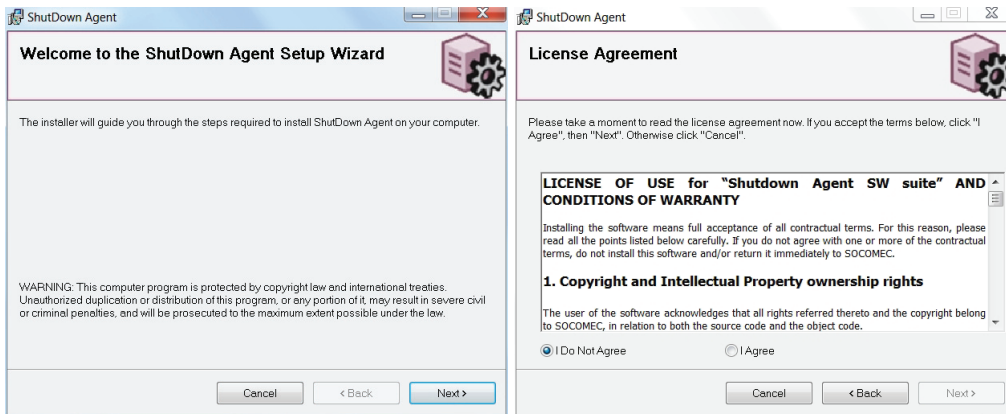 ShutDown Agent
Welcome to the ShutDown Agent Setup Wizard
The installer will guide you through the steps required to install ShutDown Agent on your computer.
WARNING: This computer program is protected by copyright law and international treaties.
Unauthorized duplication or distribution of this program, or any portion of it, may result in severe civil
or criminal penalties, and will be prosecuted to the maximum extent possible under the law.
Cancel
< Back
Next >
ShutDown Agent
License Agreement
Please take a moment to read the license agreement now. If you accept the terms below, click "I
Agree", then "Next". Otherwise click "Cancel".
LICENSE OF USE for “Shutdown Agent SW suite” AND
CONDITIONS OF WARRANTY
Installing the software means full acceptance of all contractual terms. For this reason, please
read all the points listed below carefully. If you do not agree with one or more of the contractual
terms, do not install this software and/or return it immediately to SOCOMEC.
1. Copyright and Intellectual Property ownership rights
The user of the software acknowledges that all rights referred thereto and the copyright belong
to SOCOMEC, in relation to both the source code and the object code.
I Do Not Agree
I Agree
Cancel
< Back
Next >